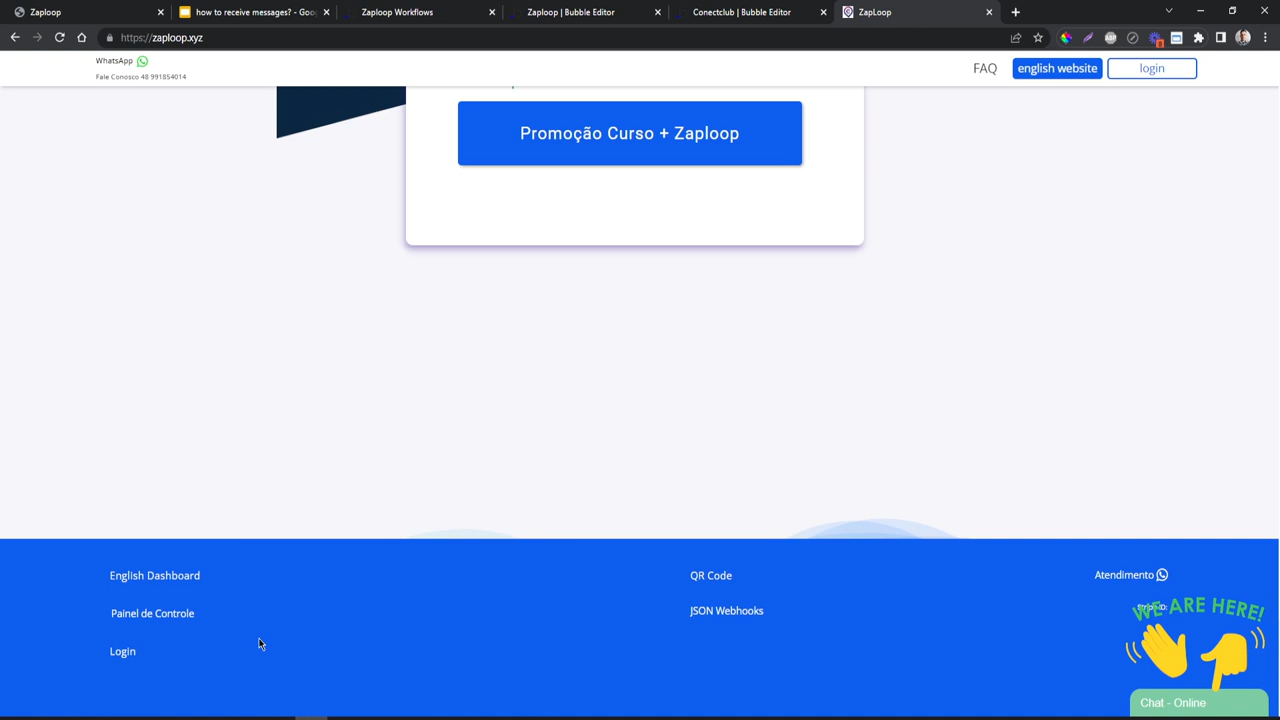 Zaploop
how to receive messages? - Goo
Zaploop Workflows
Zaploop | Bubble Editor
Conectclub | Bubble Editor
ZapLoop
https://zaploop.xyz
WhatsApp
Fale Conosco 48 991854014
FAQ
english website
login
Promoção Curso + Zaploop
English Dashboard
Painel de Controle
Login
QR Code
JSON Webhooks
Atendimento
WE ARE HERE!
Chat - Online